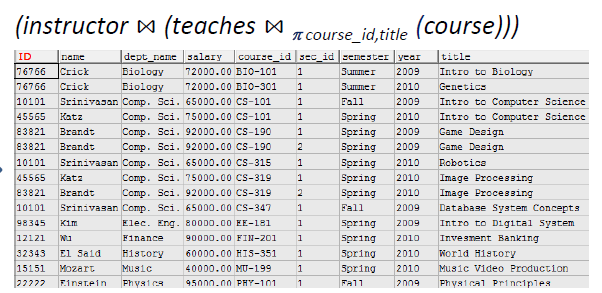 (instructor ⋈ (teaches ⋈ π course_id,title (course)))
ID name dept_name salary course_id sec_id semester year title
76766 Crick Biology 72000.00 BIO-101 1 Summer 2009 Intro to Biology
76766 Crick Biology 72000.00 BIO-301 1 Summer 2010 Genetics
10101 Srinivasan Comp. Sci. 65000.00 CS-101 1 Fall 2009 Intro to Computer Science
45565 Katz Comp. Sci. 75000.00 CS-101 1 Spring 2010 Intro to Computer Science
83821 Brandt Comp. Sci. 92000.00 CS-190 1 Spring 2009 Game Design
83821 Brandt Comp. Sci. 92000.00 CS-190 2 Spring 2009 Game Design
10101 Srinivasan Comp. Sci. 65000.00 CS-315 1 Spring 2010 Robotics
45565 Katz Comp. Sci. 75000.00 CS-319 1 Spring 2010 Image Processing
83821 Brandt Comp. Sci. 92000.00 CS-319 2 Spring 2010 Image Processing
10101 Srinivasan Comp. Sci. 65000.00 CS-347 1 Fall 2009 Database System Concepts
98345 Kim Elec. Eng. 80000.00 EE-181 1 Spring 2009 Intro to Digital System
12121 Wu Finance 90000.00 FIN-201 1 Spring 2010 Invesment Banking
32343 El Said History 60000.00 HIS-351 1 Spring 2010 World History
15151 Mozart Music 40000.00 MU-199 1 Spring 2010 Music Video Production
22222 Einstein Physics 95000.00 PHY-101 1 Fall 2009 Physical Principles